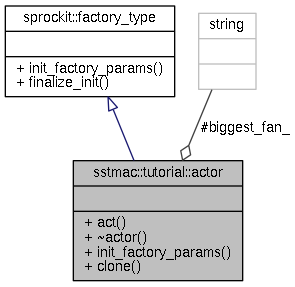 sprockit::factory_type
+ init_factory_params()
+ finalize_init()
string
#biggest_fan_
sstmac::tutorial::actor
+ act()
+ ~actor()
+ init_factory_params()
+ clone()